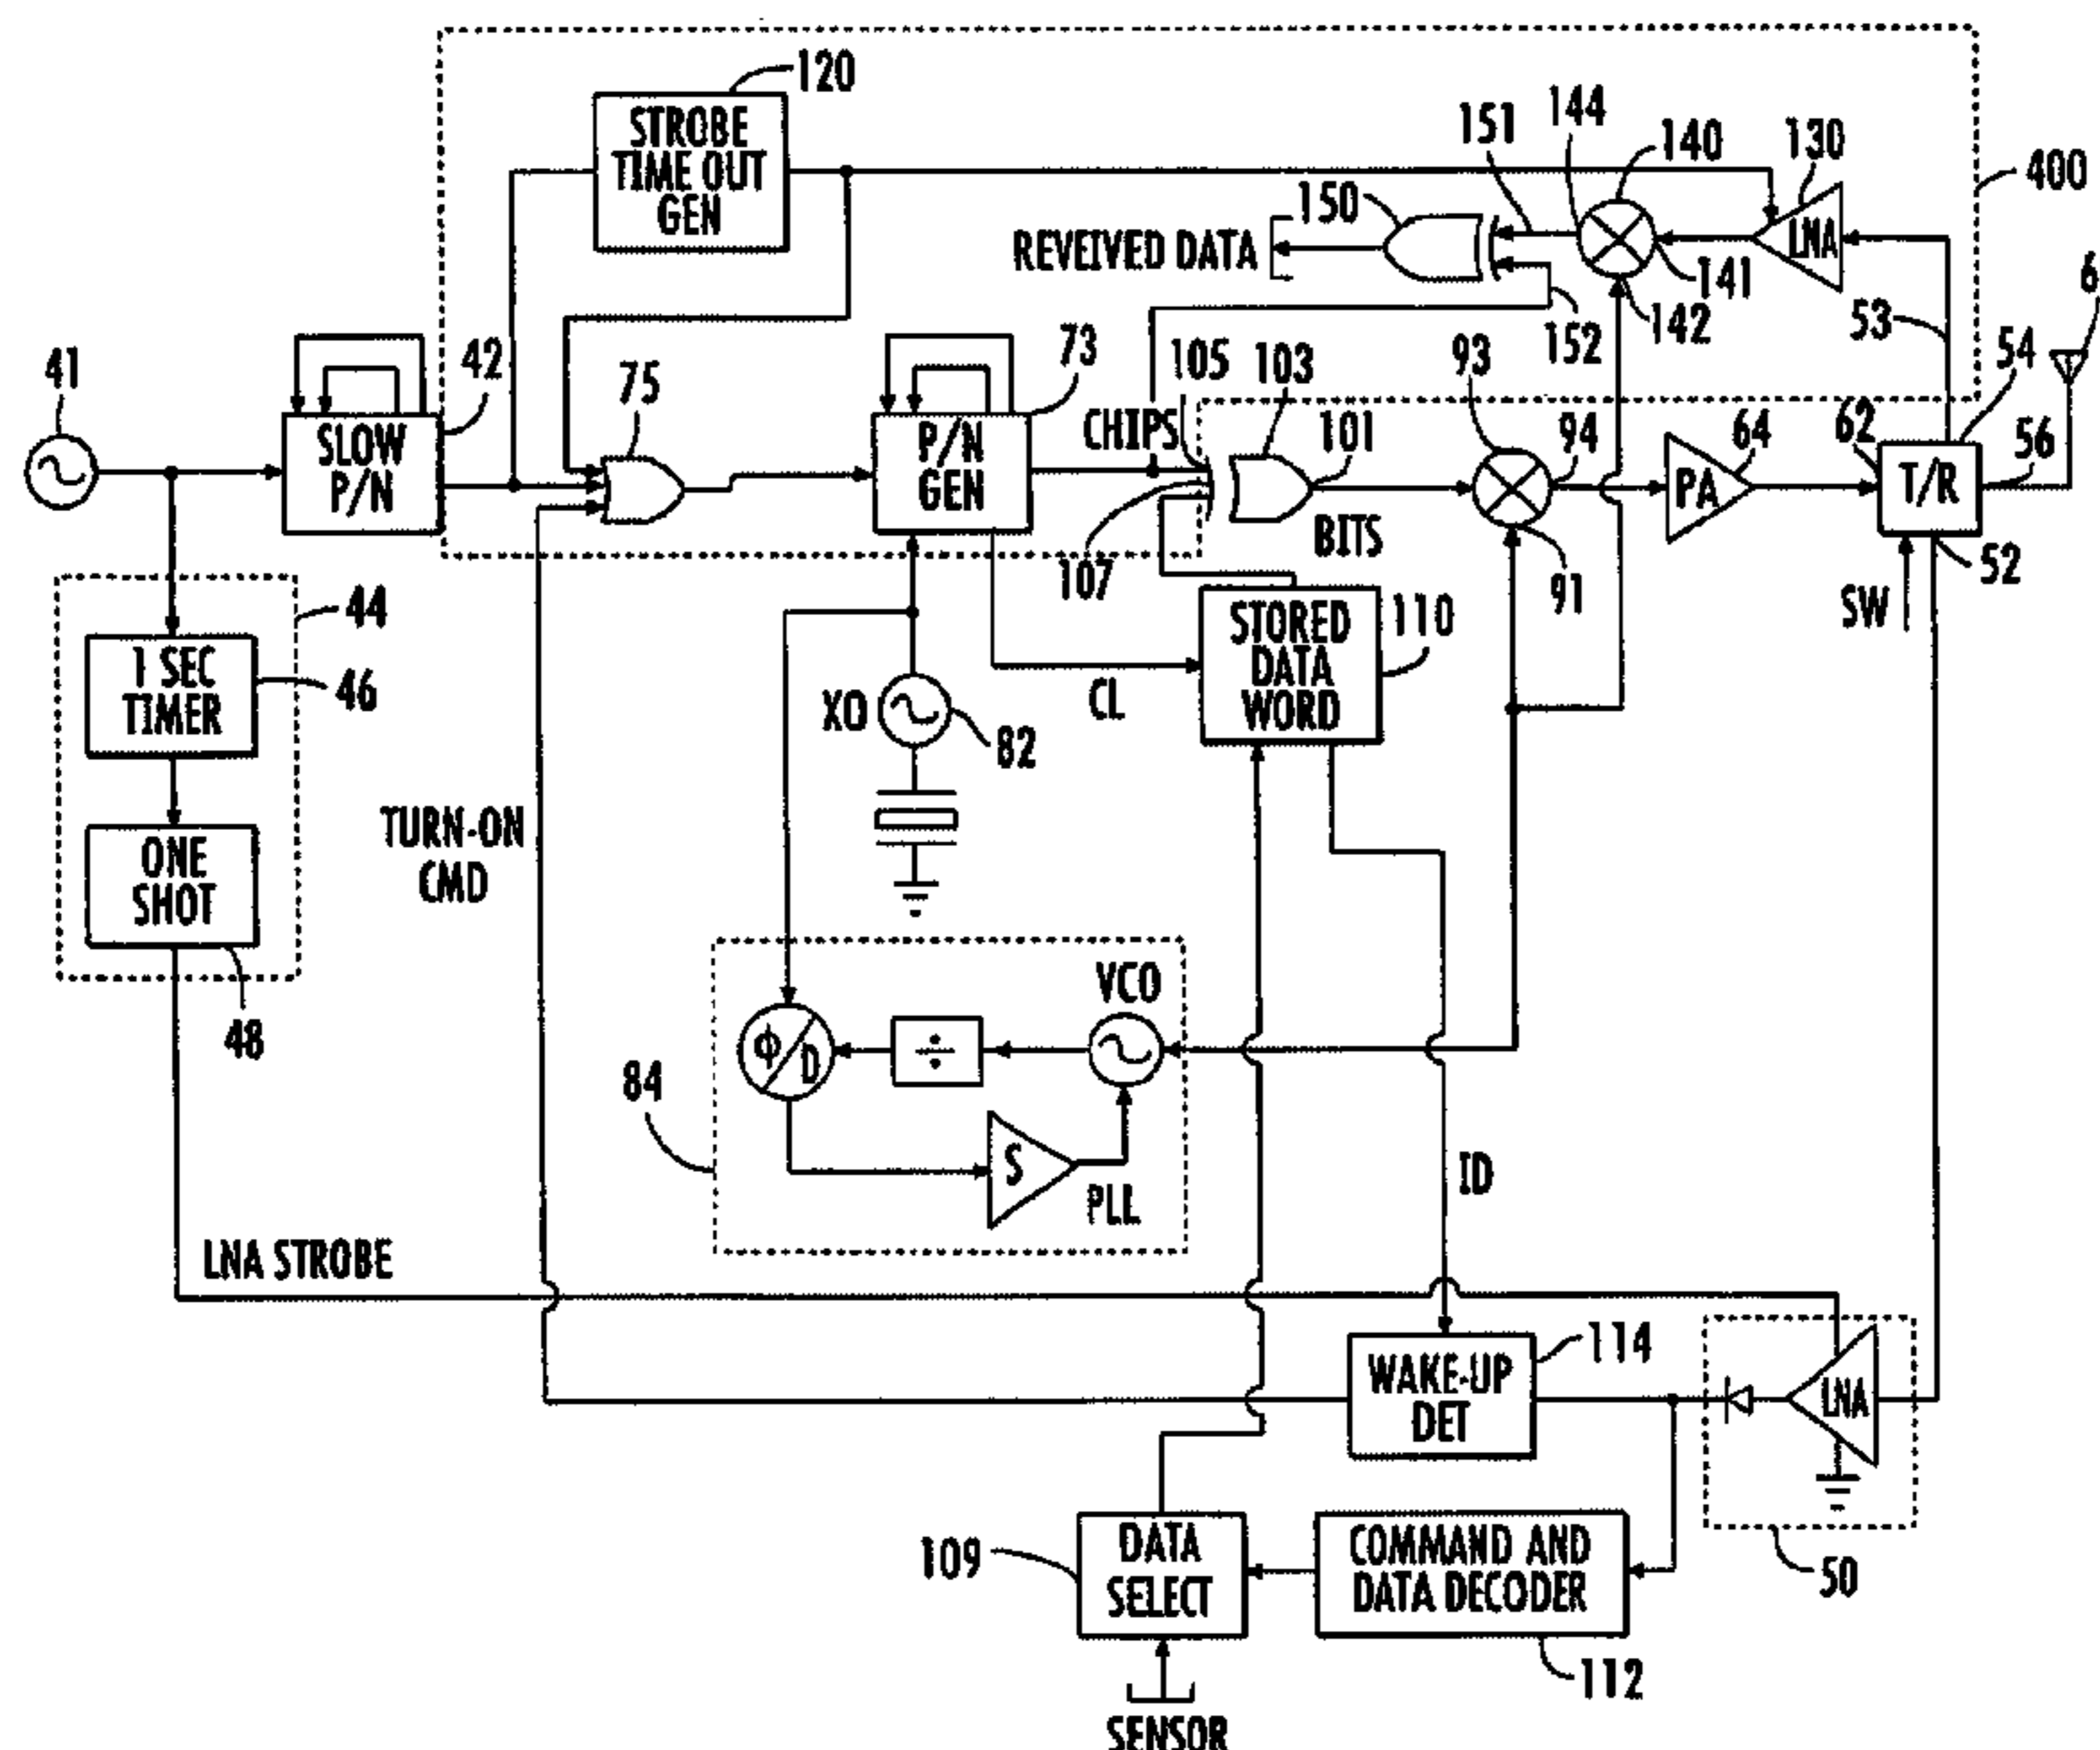 120
STROBE
TIME OUT
GEN
151
144
140
130
400
150
REVEIVED DATA
LNA
141
142
152
53
6
41
42
75
73
105
103
93
54
SLOW
P/N
P/N
GEN
CHIPS
101
94
64
62
56
PA
T/R
BITS
107
91
SW
52
44
1 SEC
TIMER
46
STORED
DATA
WORD
110
XO
82
CL
TURN-ON
CMD
ONE
SHOT
48
VCO
Φ/D
÷
84
S
PLL
ID
LNA STROBE
WAKE-UP
DET
114
LNA
50
109
DATA
SELECT
COMMAND AND
DATA DECODER
112
SENSOR